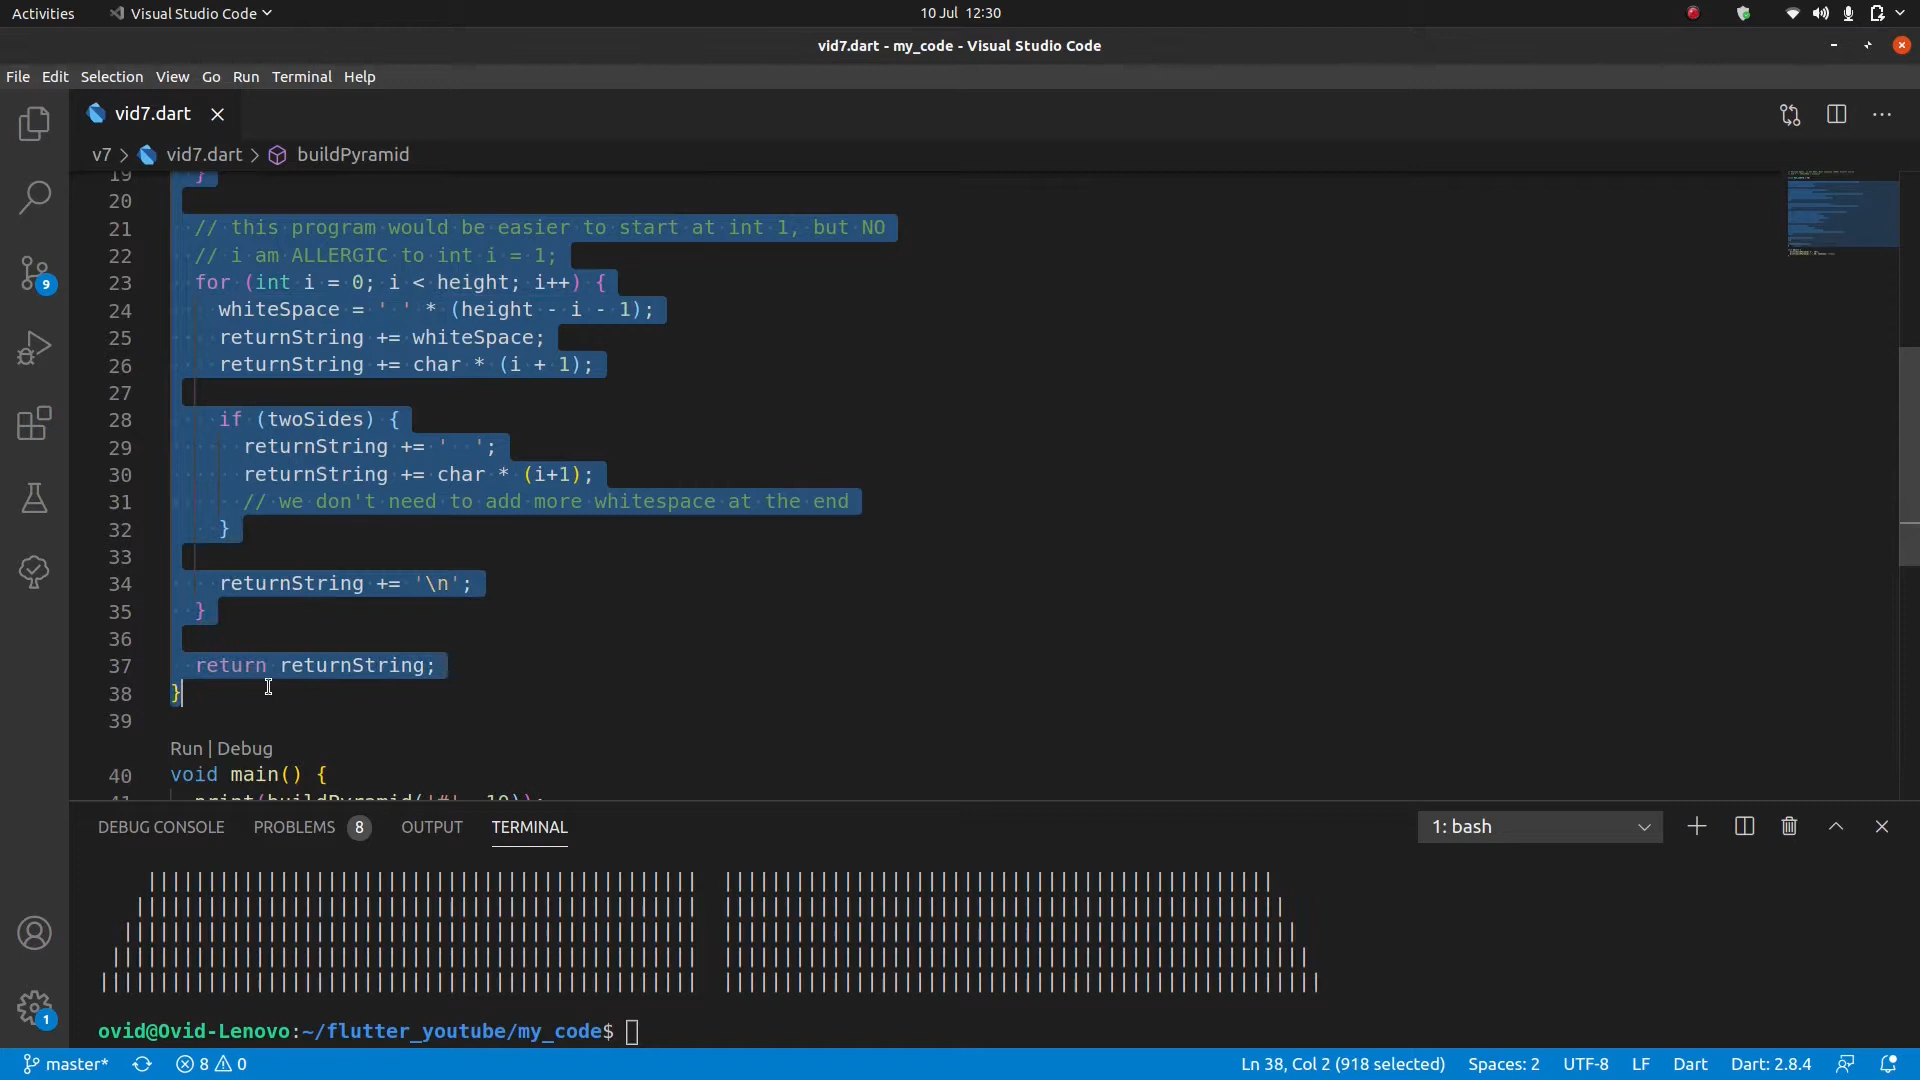 Activities
Visual Studio Code
10 Jul 12:30
vid7.dart - my_code - Visual Studio Code
File Edit Selection View Go Run Terminal Help
vid7.dart
v7 > vid7.dart > buildPyramid
19 }
20
21 // this program would be easier to start at int 1, but NO
22 // i am ALLERGIC to int i = 1;
23 for (int i = 0; i < height; i++) {
24 whiteSpace = ' ' * (height - i - 1);
25 returnString += whiteSpace;
26 returnString += char * (i + 1);
27
28 if (twoSides) {
29 returnString += '  ';
30 returnString += char * (i+1);
31 // we don't need to add more whitespace at the end
32 }
33
34 returnString += '\n';
35 }
36
37 return returnString;
38 }
39
Run | Debug
40 void main() {
41 print(buildPyramid('#', 10));
9
1
DEBUG CONSOLE PROBLEMS 8 OUTPUT TERMINAL
1: bash
ovid@Ovid-Lenovo:~/flutter_youtube/my_code$
master* 8 0 Ln 38, Col 2 (918 selected) Spaces: 2 UTF-8 LF Dart Dart: 2.8.4